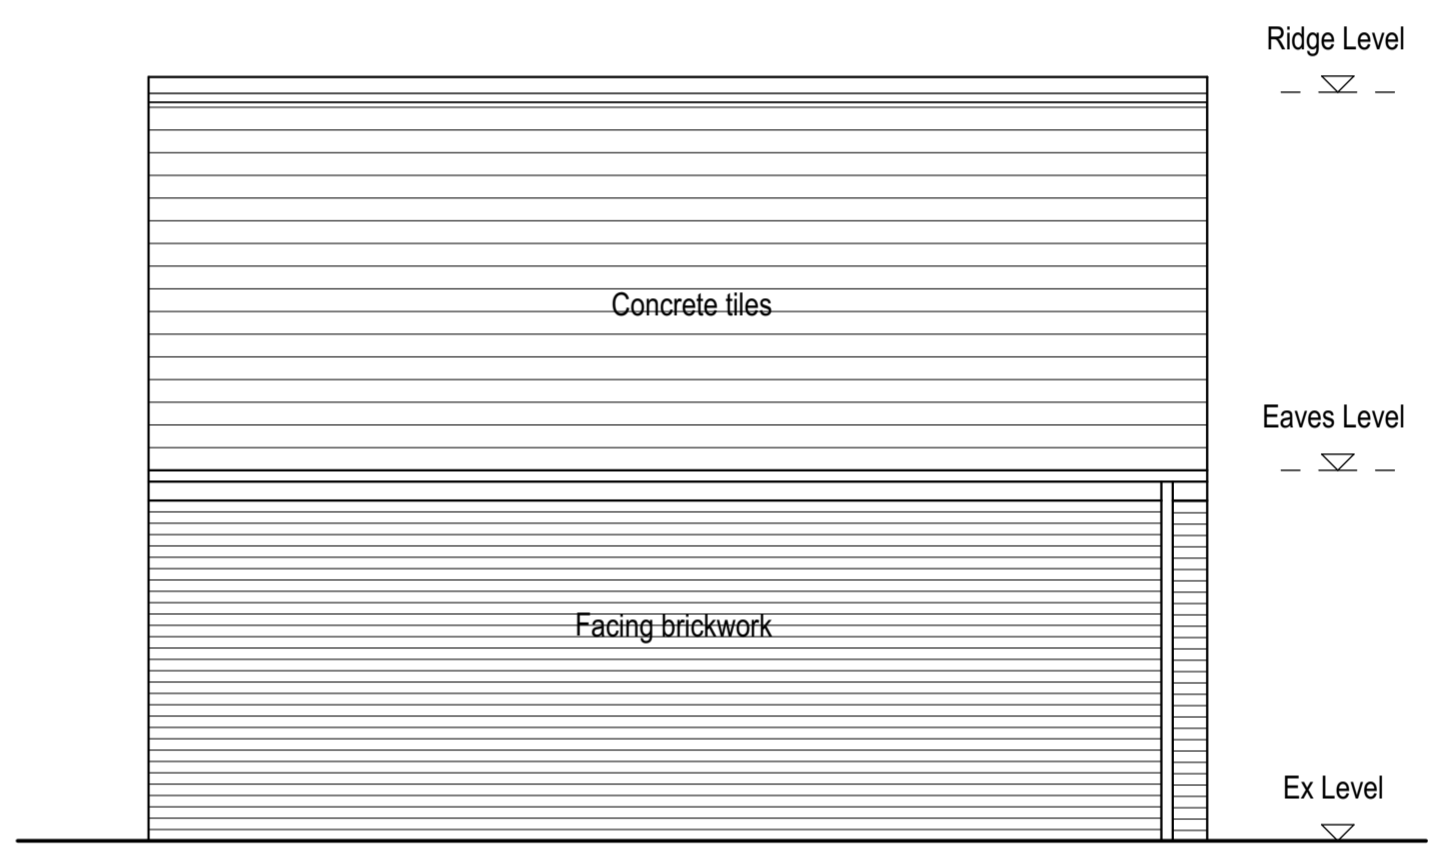 Ridge Level
Concrete tiles
Eaves Level
Facing brickwork
Ex Level